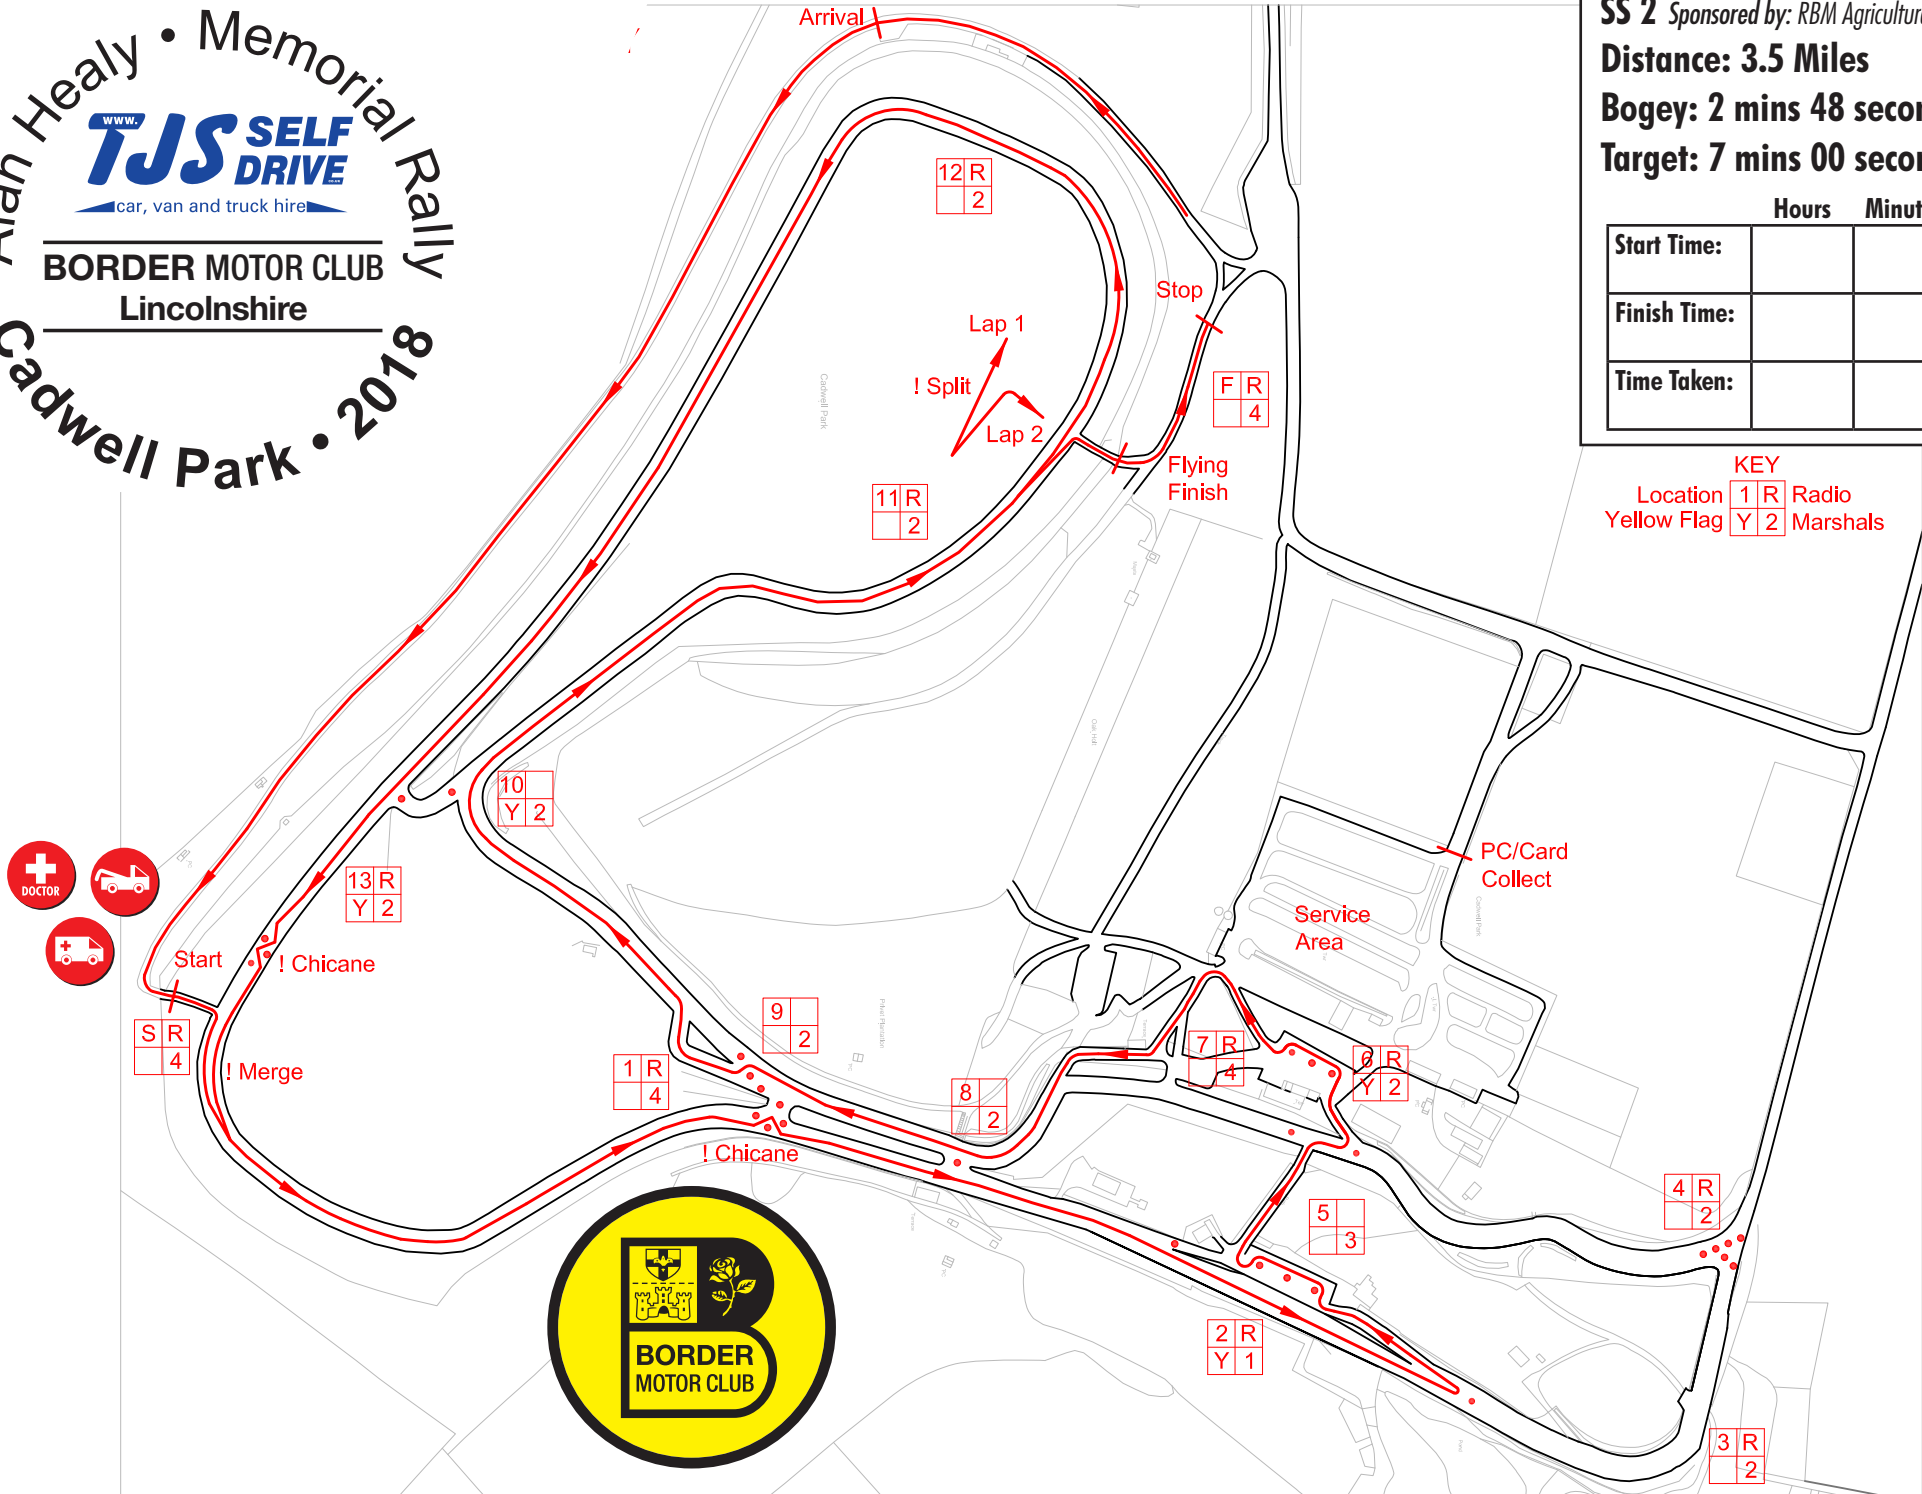 Alan Healy • Memorial Rally
www.
TJS SELF DRIVE
car, van and truck hire
BORDER MOTOR CLUB
Lincolnshire
Cadwell Park • 2018
SS 2 Sponsored by: RBM
Distance: 3.5 Miles
Bogey: 2 mins 48
Target: 7 mins 00
Hours
Start Time:
Finish Time:
Time Taken:
KEY
Location 1 R Radio
Yellow Flag Y 2 Marshals
Arrival
12 R
2
Stop
Lap 1
! Split
Lap 2
F R
4
Flying
Finish
11 R
2
Cadwell Park
10
Y 2
13 R
Y 2
DOCTOR
Start
! Chicane
S R
4
! Merge
1 R
4
9
2
! Chicane
8
2
7 R
4
6 R
Y 2
PC/Card
Collect
Service
Area
Cadwell Park
5
3
4 R
2
2 R
Y 1
3 R
2
BORDER
MOTOR CLUB